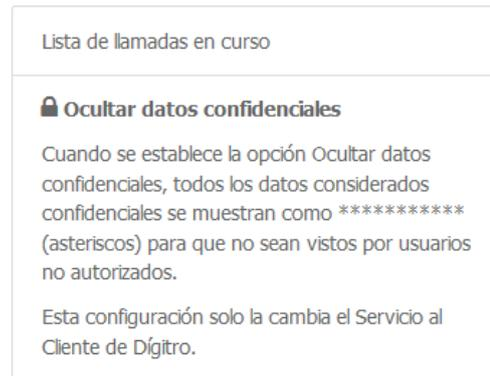 Lista de llamadas en curso
Ocultar datos confidenciales
Cuando se establece la opción Ocultar datos
confidenciales, todos los datos considerados
confidenciales se muestran como ***********
(asteriscos) para que no sean vistos por usuarios
no autorizados.
Esta configuración solo la cambia el Servicio al
Cliente de Dígitro.